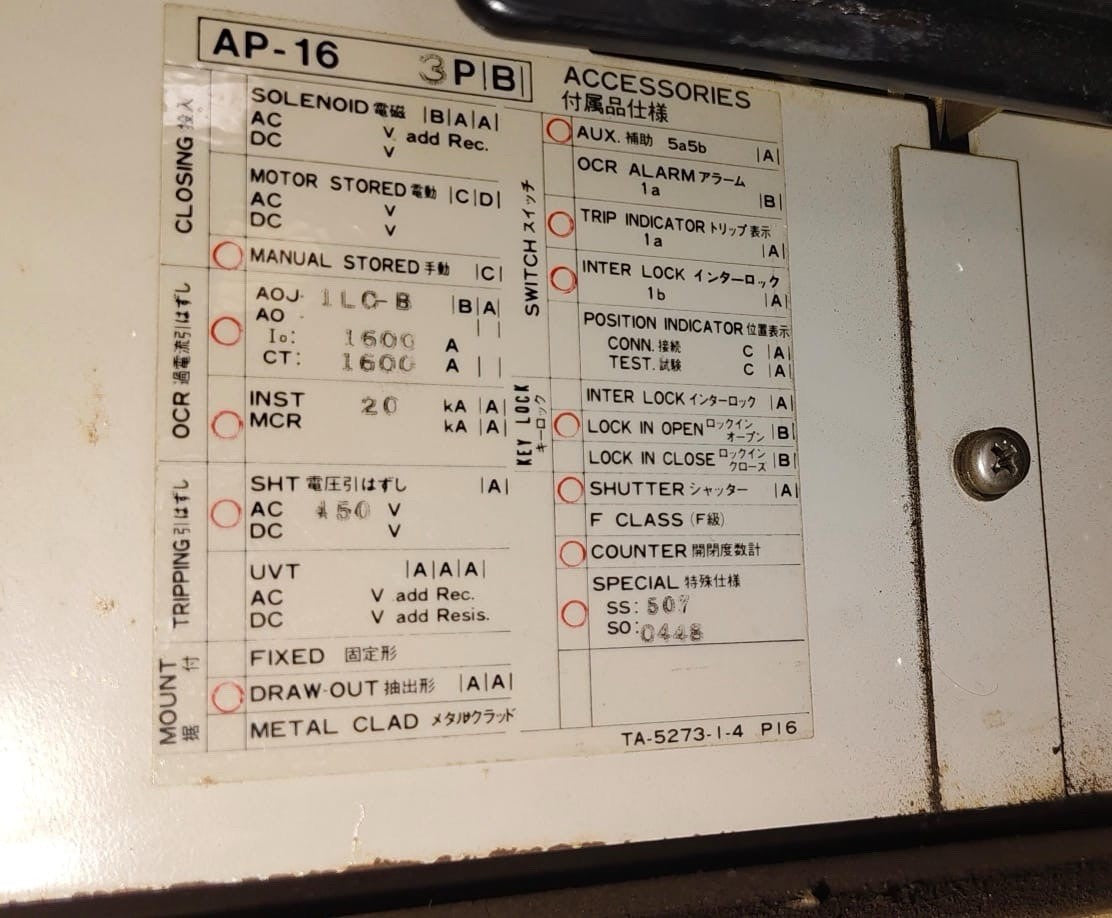 AP-16 3P|B|
CLOSING 投入
SOLENOID 電磁 |B|A|A|
AC V add Rec.
DC V
MOTOR STORED 電動 |C|D|
AC V
DC V
MANUAL STORED 手動 |C|
OCR 過電流引はずし
AOJ- 1LC-B |B|A|
AO | |
Io: 1600 A
CT: 1600 A | |
INST 20 kA |A|
MCR kA |A|
TRIPPING 引はずし
SHT 電圧引はずし |A|
AC 450 V
DC V
UVT |A|A|A|
AC V add Rec.
DC V add Resis.
MOUNT 据付
FIXED 固定形
DRAW-OUT 抽出形 |A|A|
METAL CLAD メタルクラッド
ACCESSORIES
付属品仕様
SWITCH スイッチ
AUX. 補助 5a5b |A|
OCR ALARM アラーム
1a |B|
TRIP INDICATOR トリップ表示
1a |A|
INTER LOCK インターロック
1b |A|
POSITION INDICATOR 位置表示
CONN. 接続 C |A|
TEST. 試験 C |A|
KEY LOCK
キーロック
INTER LOCK インターロック |A|
LOCK IN OPEN ロックイン オープン |B|
LOCK IN CLOSE ロックイン クローズ |B|
SHUTTER シャッター |A|
F CLASS (F級)
COUNTER 開閉度数計
SPECIAL 特殊仕様
SS: 507
SO: 0448
TA-5273-1-4 P16